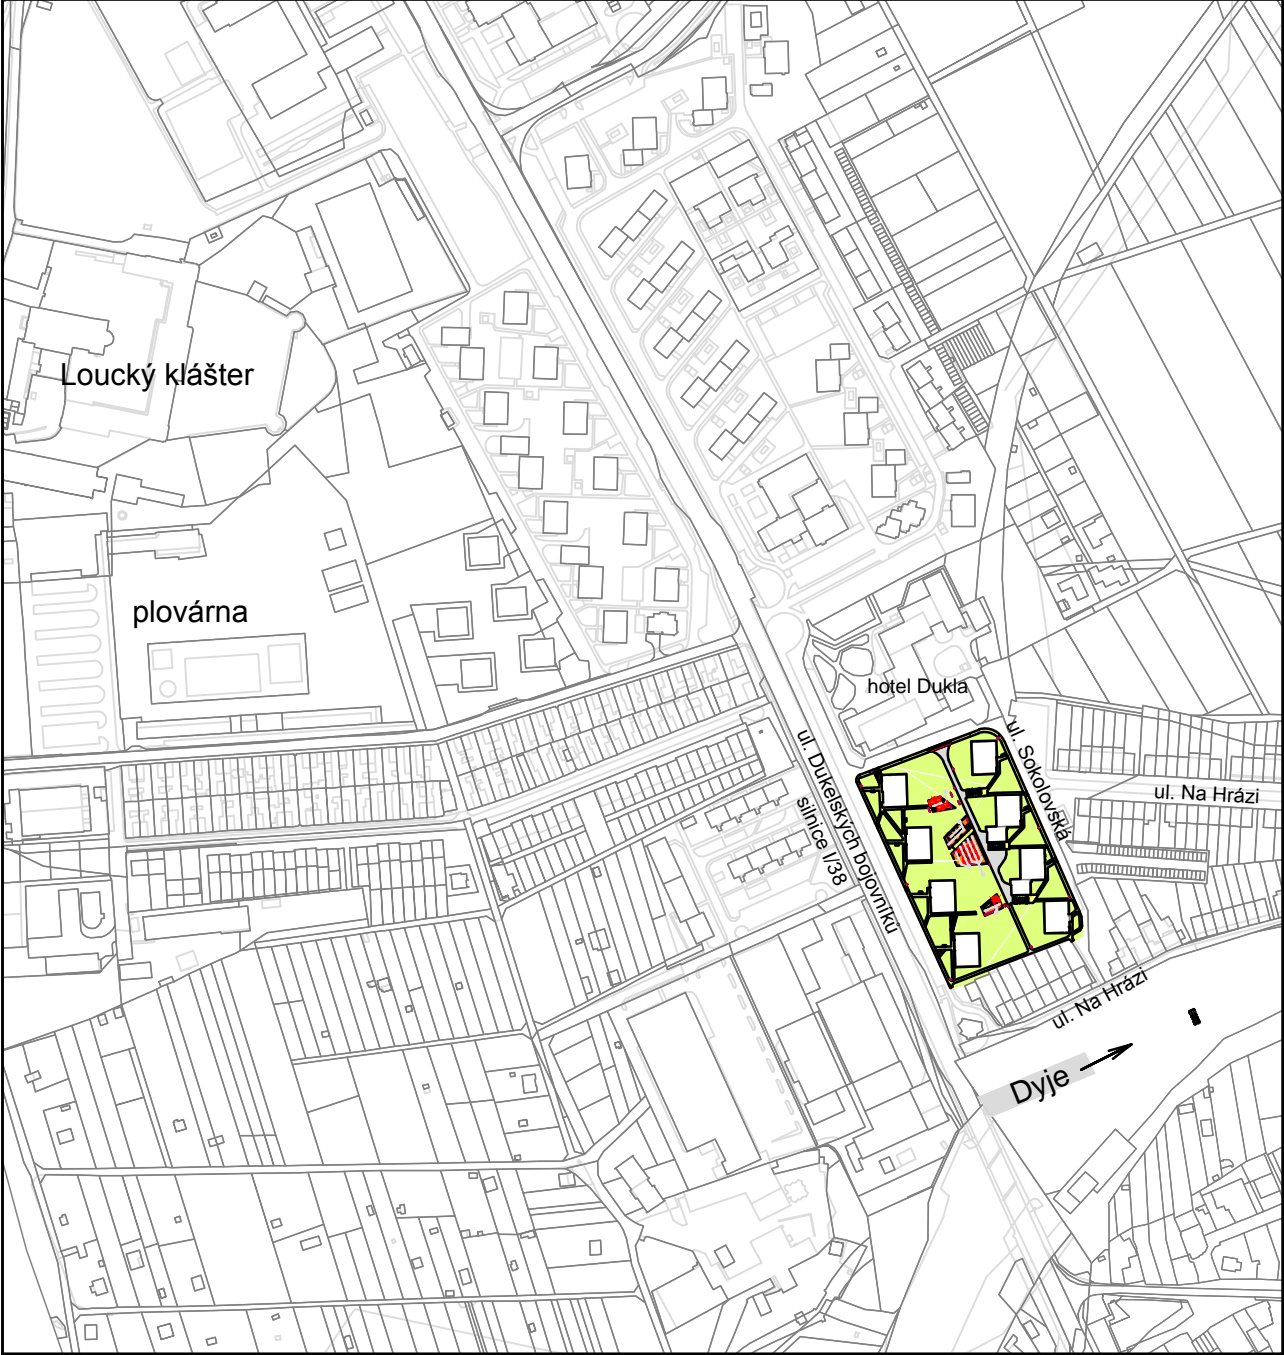 Loucký klášter
plovárna
hotel Dukla
ul. Sokolovská
ul. Dukelských bojovníků
silnice I/38
ul. Na Hrázi
ul. Na Hrázi
Dyje